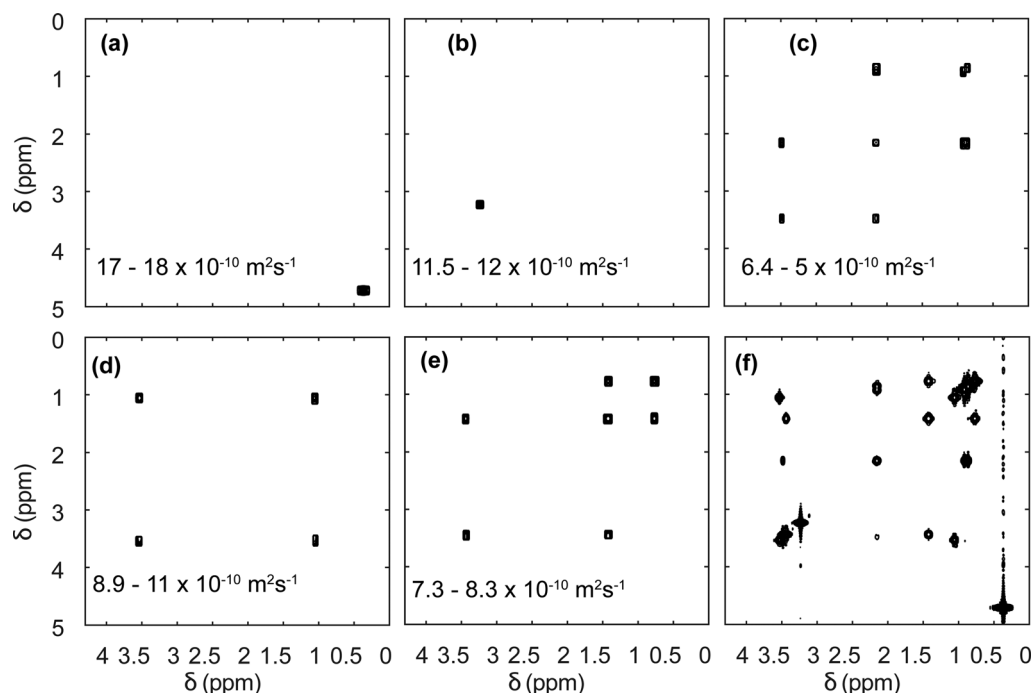 0
(a)
(b)
(c)
1
2
δ (ppm)
3
4
17 - 18 x 10⁻¹⁰ m²s⁻¹
11.5 - 12 x 10⁻¹⁰ m²s⁻¹
6.4 - 5 x 10⁻¹⁰ m²s⁻¹
5
0
(d)
(e)
(f)
1
2
δ (ppm)
3
4
8.9 - 11 x 10⁻¹⁰ m²s⁻¹
7.3 - 8.3 x 10⁻¹⁰ m²s⁻¹
5
4 3.5 3 2.5 2 1.5 1 0.5 0
4 3.5 3 2.5 2 1.5 1 0.5 0
4 3.5 3 2.5 2 1.5 1 0.5 0
δ (ppm)
δ (ppm)
δ (ppm)